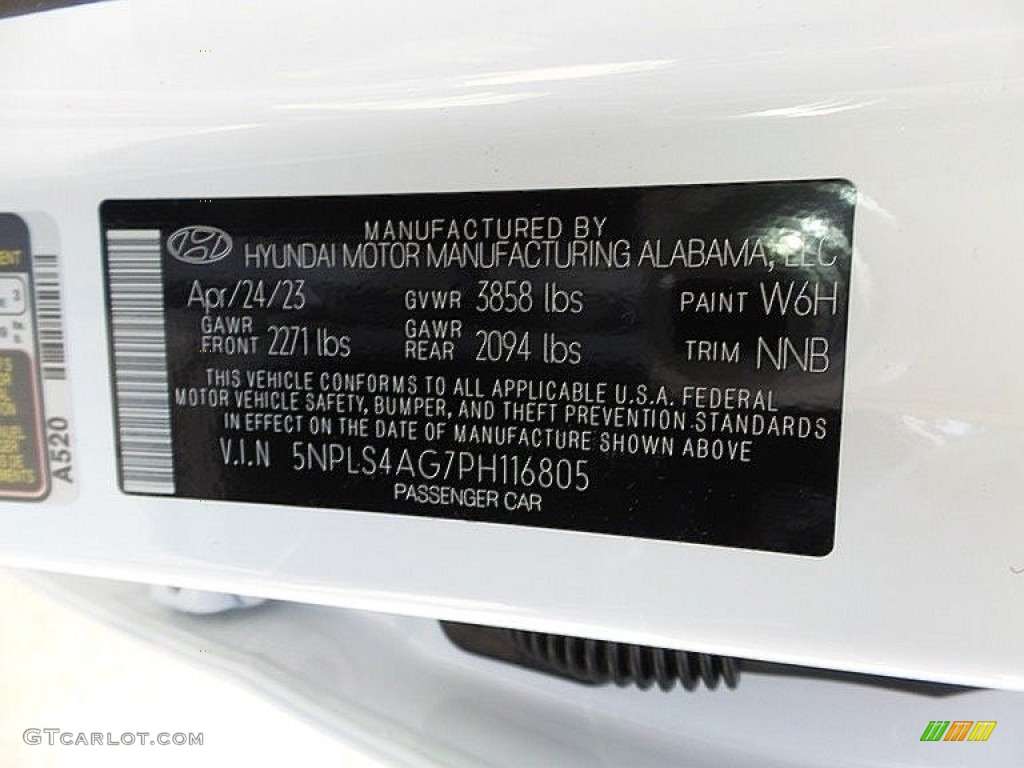 MANUFACTURED BY
HYUNDAI MOTOR MANUFACTURING ALABAMA, LLC
Apr/24/23 GVWR 3858 lbs PAINT W6H
GAWR FRONT 2271 lbs GAWR REAR 2094 lbs TRIM NNB
THIS VEHICLE CONFORMS TO ALL APPLICABLE U.S.A. FEDERAL
MOTOR VEHICLE SAFETY, BUMPER, AND THEFT PREVENTION STANDARDS
IN EFFECT ON THE DATE OF MANUFACTURE SHOWN ABOVE
V.I.N 5NPLS4AG7PH116805
PASSENGER CAR
A520
3
GTCARLOT.COM